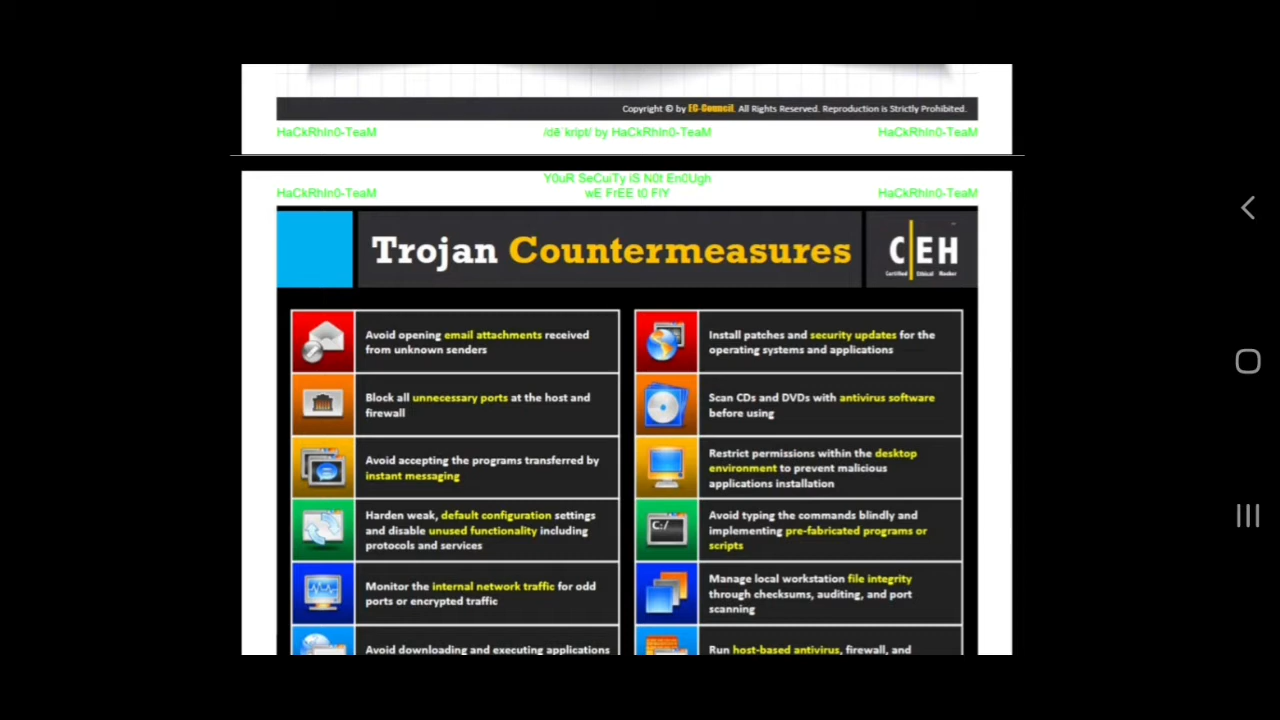 Copyright © by EC-Council. All Rights Reserved. Reproduction is Strictly Prohibited.
HaCkRhIn0-TeaM /dē'kript/ by HaCkRhIn0-TeaM HaCkRhIn0-TeaM
Y0uR SeCuiTy iS N0t En0Ugh
HaCkRhIn0-TeaM wE FrEE t0 FlY HaCkRhIn0-TeaM
Trojan Countermeasures
C|EH
Certified Ethical Hacker
Avoid opening email attachments received
from unknown senders
Block all unnecessary ports at the host and
firewall
Avoid accepting the programs transferred by
instant messaging
Harden weak, default configuration settings
and disable unused functionality including
protocols and services
Monitor the internal network traffic for odd
ports or encrypted traffic
Avoid downloading and executing applications
Install patches and security updates for the
operating systems and applications
Scan CDs and DVDs with antivirus software
before using
Restrict permissions within the desktop
environment to prevent malicious
applications installation
C:/
Avoid typing the commands blindly and
implementing pre-fabricated programs or
scripts
Manage local workstation file integrity
through checksums, auditing, and port
scanning
Run host-based antivirus, firewall, and